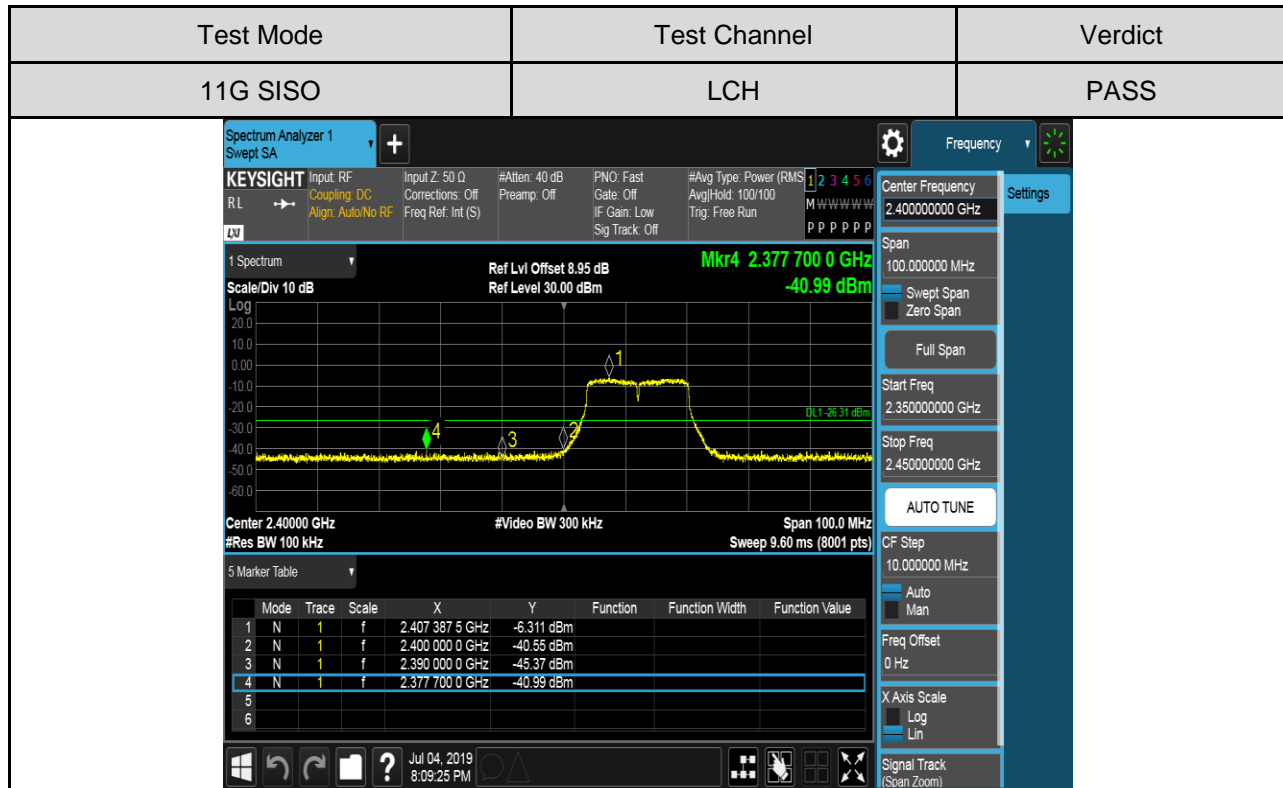 Test Mode Test Channel Verdict
11G SISO LCH PASS
Spectrum Analyzer 1
Swept SA
+
Frequency
KEYSIGHT Input: RF Input Z: 50 Ω #Atten: 40 dB PNO: Fast #Avg Type: Power (RMS 1 2 3 4 5 6
RL Coupling: DC Corrections: Off Preamp: Off Gate: Off Avg|Hold: 100/100 M W W W W W
Align: Auto/No RF Freq Ref: Int (S) IF Gain: Low Trig: Free Run
LXI Sig Track: Off P P P P P P
1 Spectrum
Ref Lvl Offset 8.95 dB Mkr4 2.377 700 0 GHz
Scale/Div 10 dB Ref Level 30.00 dBm -40.99 dBm
Log
20.0
10.0
0.00
-10.0
-20.0
-30.0
-40.0
-50.0
-60.0
1
DL1 -26.31 dBm
4 3 2
Center 2.40000 GHz #Video BW 300 kHz Span 100.0 MHz
#Res BW 100 kHz Sweep 9.60 ms (8001 pts)
5 Marker Table
Mode Trace Scale X Y Function Function Width Function Value
1 N 1 f 2.407 387 5 GHz -6.311 dBm
2 N 1 f 2.400 000 0 GHz -40.55 dBm
3 N 1 f 2.390 000 0 GHz -45.37 dBm
4 N 1 f 2.377 700 0 GHz -40.99 dBm
5
6
?
Jul 04, 2019
8:09:25 PM
Center Frequency
2.400000000 GHz
Settings
Span
100.000000 MHz
Swept Span
Zero Span
Full Span
Start Freq
2.350000000 GHz
Stop Freq
2.450000000 GHz
AUTO TUNE
CF Step
10.000000 MHz
Auto
Man
Freq Offset
0 Hz
X Axis Scale
Log
Lin
Signal Track
(Span Zoom)